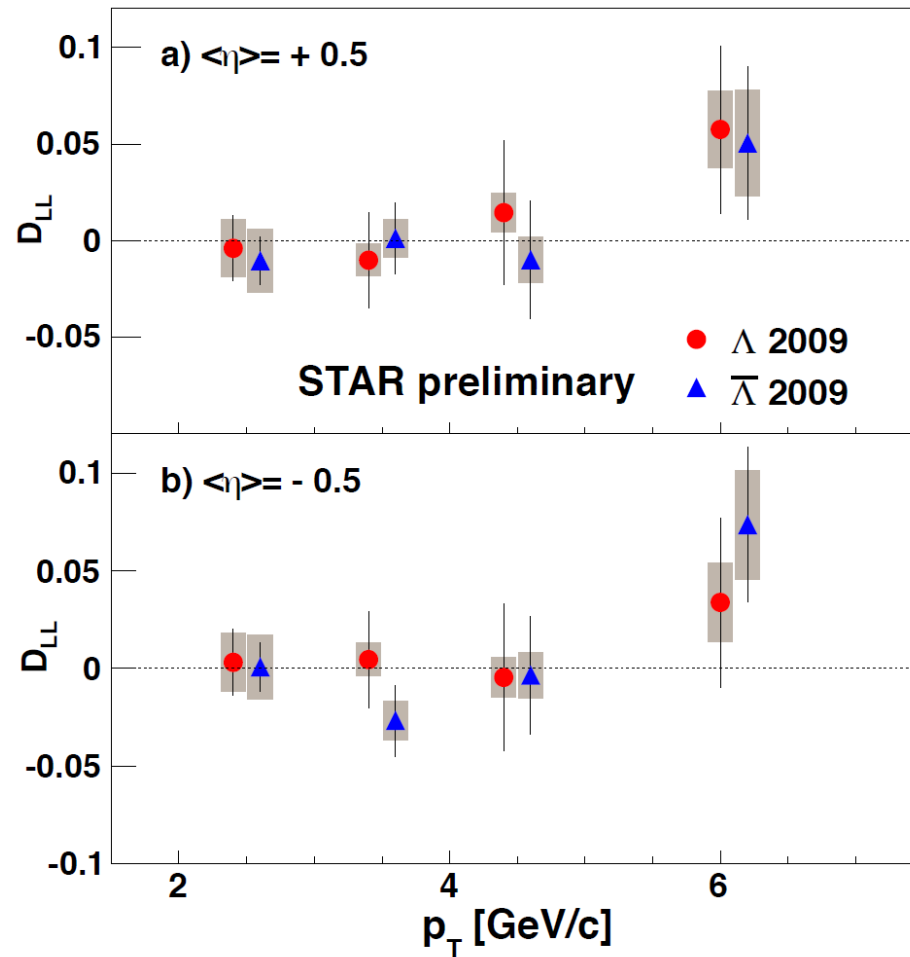 a) <η>= + 0.5
0.1
0.05
0
-0.05
D_LL
Λ 2009
Λ̅ 2009
STAR preliminary
b) <η>= - 0.5
0.1
0.05
0
-0.05
-0.1
D_LL
2 4 6
p_T [GeV/c]